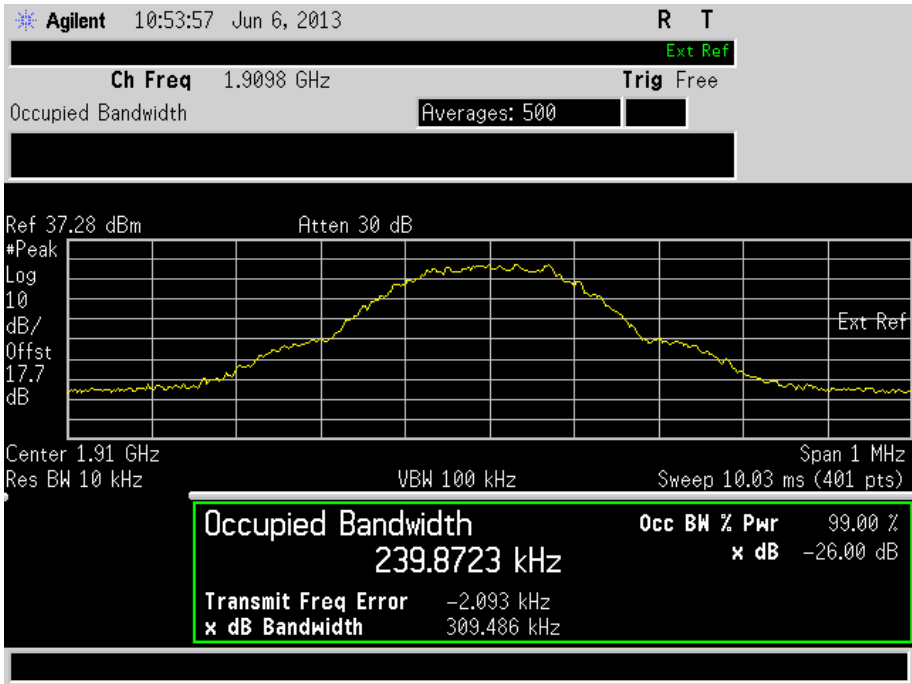 Agilent 10:53:57 Jun 6, 2013 R T
Ext Ref
Ch Freq 1.9098 GHz Trig Free
Occupied Bandwidth Averages: 500
Ref 37.28 dBm Atten 30 dB
#Peak
Log
10
dB/ Ext Ref
Offst
17.7
dB
Center 1.91 GHz Span 1 MHz
Res BW 10 kHz VBW 100 kHz Sweep 10.03 ms (401 pts)
Occupied Bandwidth Occ BW % Pwr 99.00 %
239.8723 kHz x dB -26.00 dB
Transmit Freq Error -2.093 kHz
x dB Bandwidth 309.486 kHz